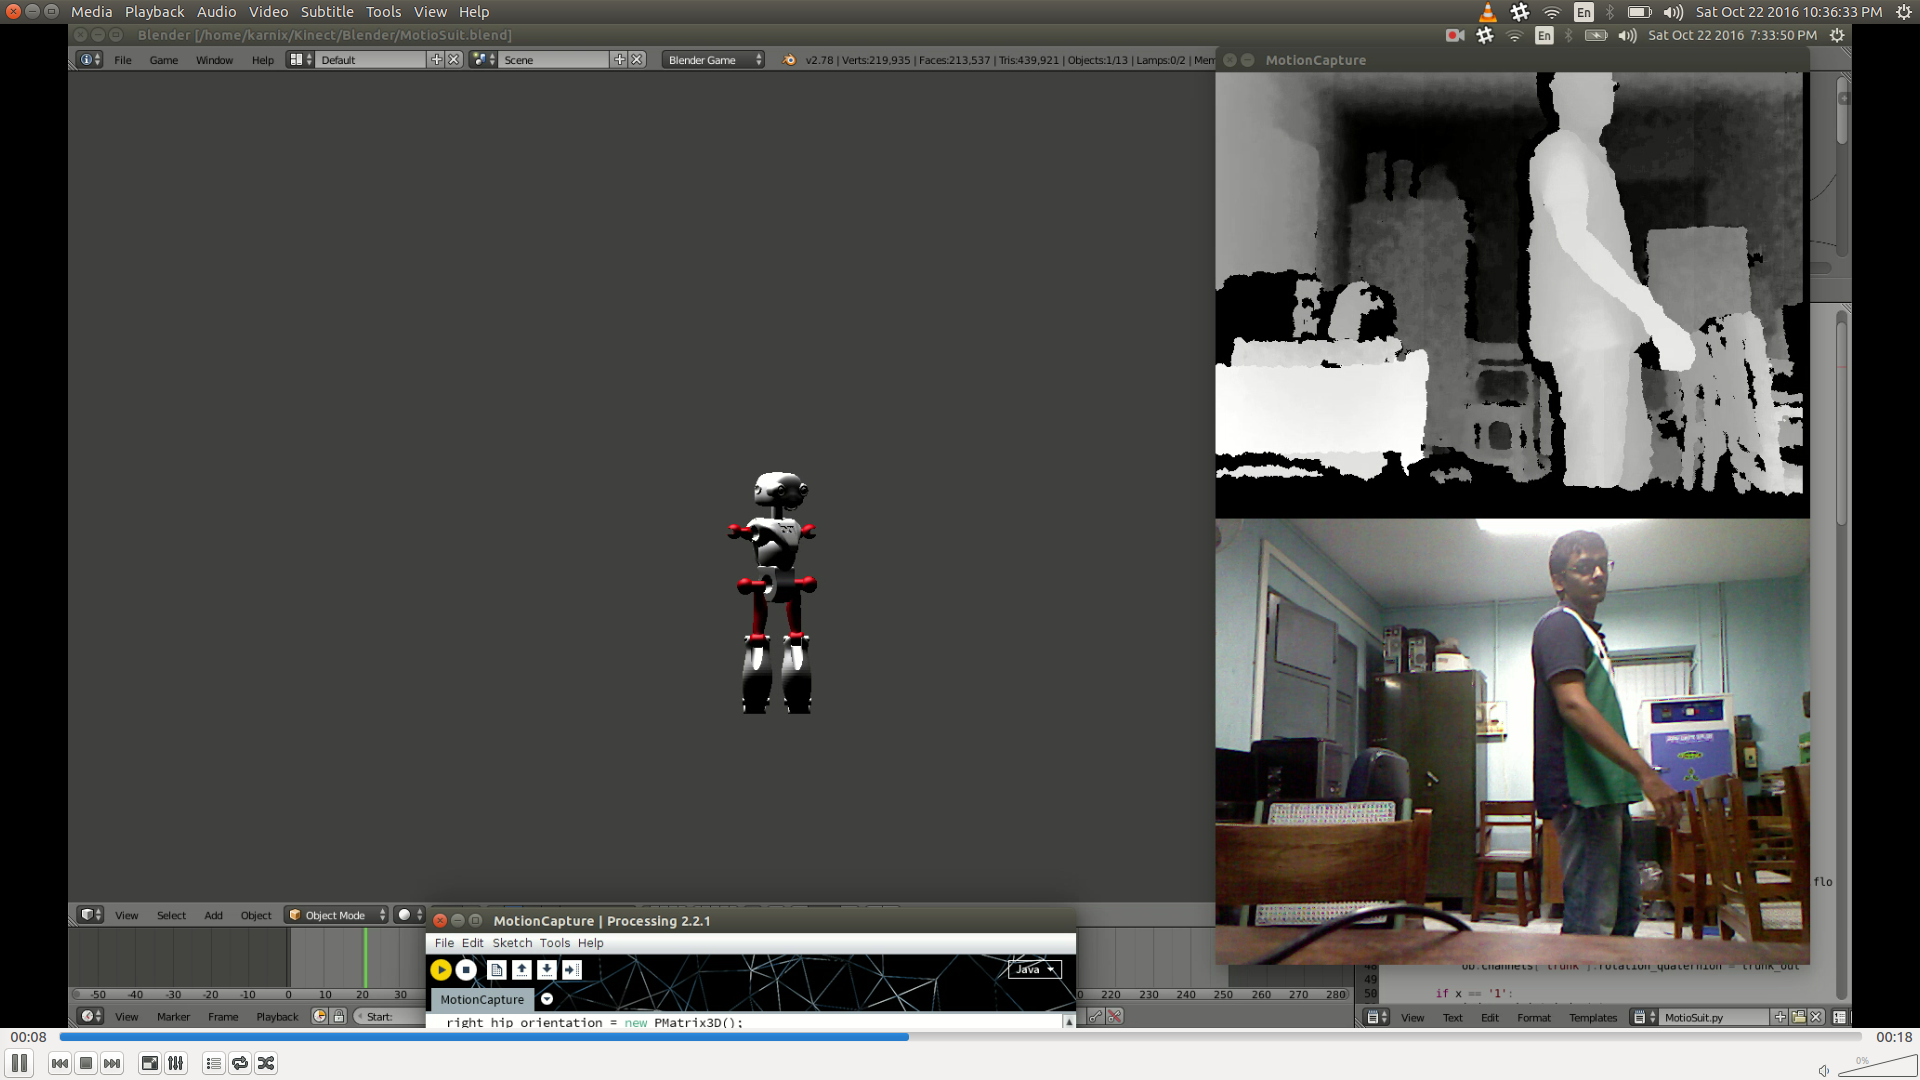 Media Playback Audio Video Subtitle Tools View Help
En Sat Oct 22 2016 10:36:33 PM
Blender [/home/karnix/Kinect/Blender/MotioSuit.blend]
En Sat Oct 22 2016 7:33:50 PM
File Game Window Help Default Scene Blender Game v2.78 | Verts:219,935 | Faces:213,537 | Tris:439,921 | Objects:1/13 | Lamps:0/2 | Mem
MotionCapture
flo
View Select Add Object Object Mode
MotionCapture | Processing 2.2.1
File Edit Sketch Tools Help
Java
MotionCapture
right_hip_orientation = new PMatrix3D();
-50 -40 -30 -20 -10 0 10 20 30
220 230 240 250 260 270 280
View Marker Frame Playback Start:
48 ob.channels["trunk"].rotation_quaternion = trunk_out
49
50 if x == '1':
View Text Edit Format Templates MotioSuit.py
00:08
00:18
0%